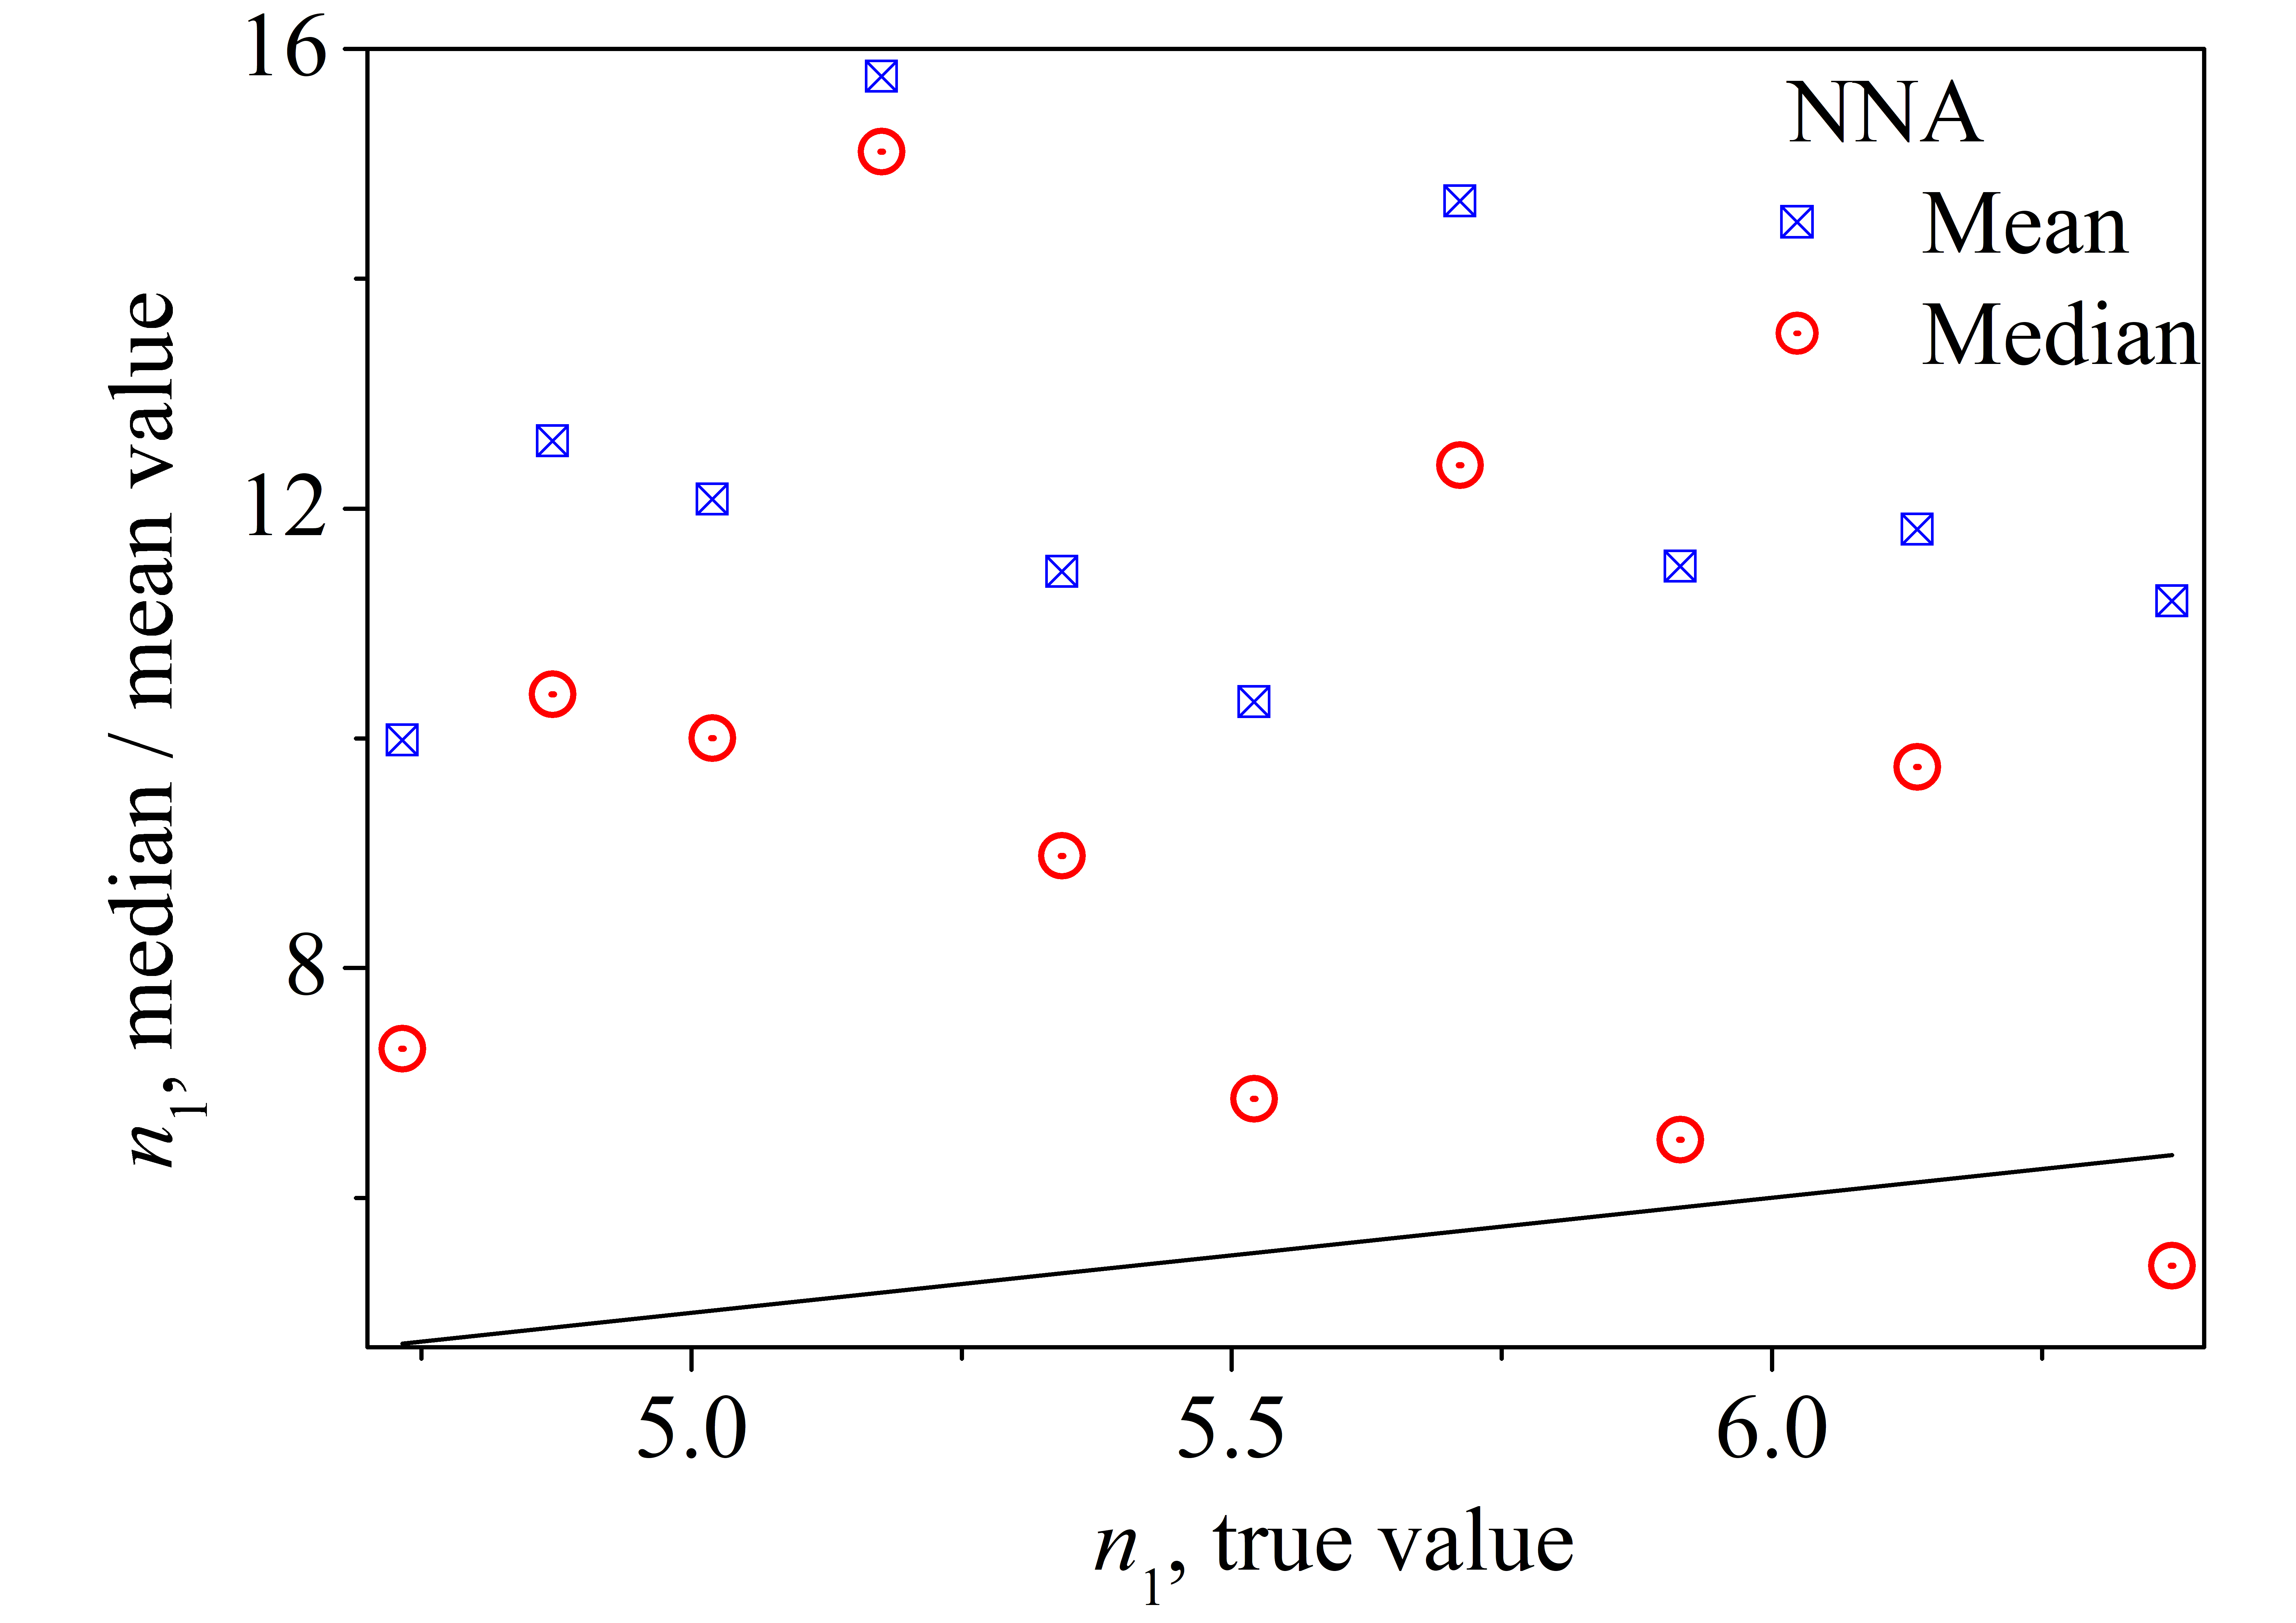 16
12
8
n₁, median / mean value
NNA
Mean
Median
5.0 5.5 6.0
n₁, true value